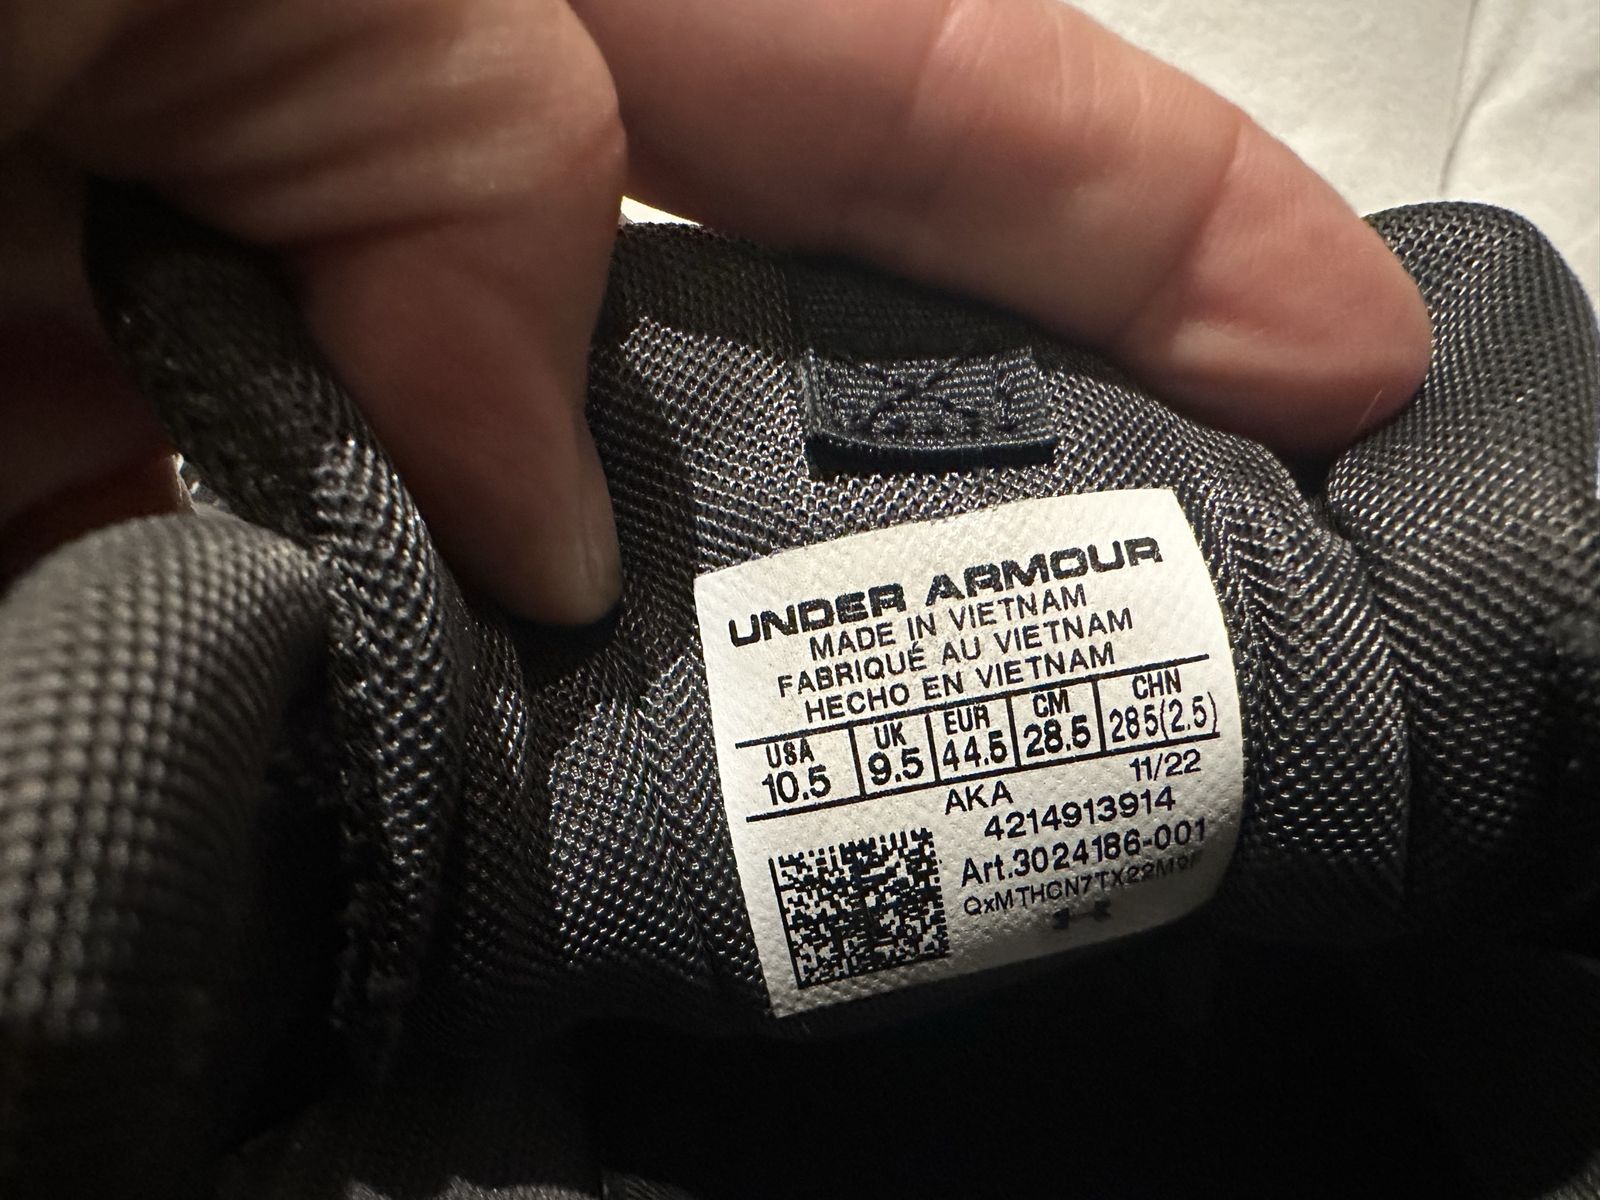 UNDER ARMOUR
MADE IN VIETNAM
FABRIQUÉ AU VIETNAM
HECHO EN VIETNAM
USA UK EUR CM CHN
10.5 9.5 44.5 28.5 285(2.5)
11/22
AKA
4214913914
Art.3024186-001